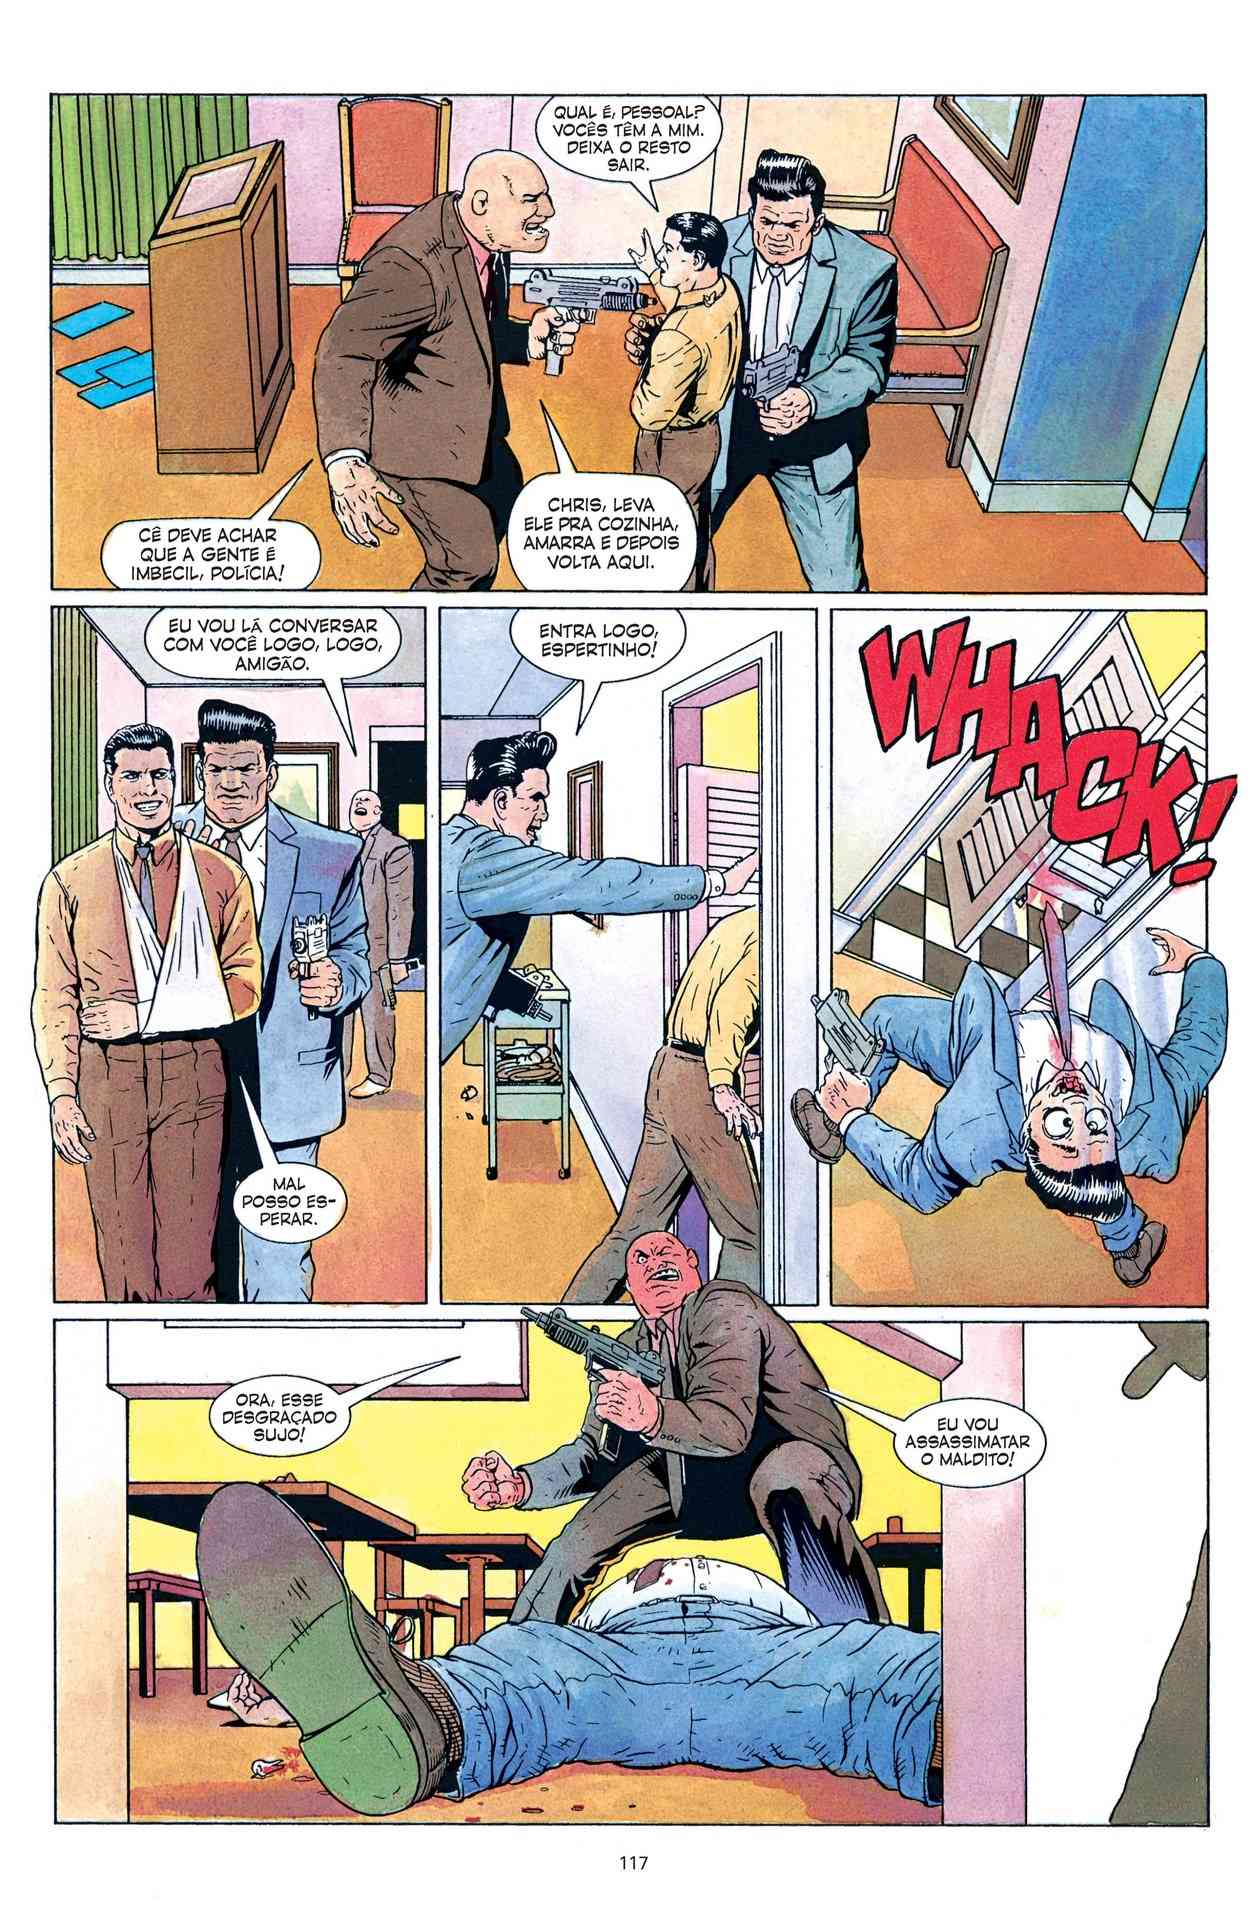 QUAL É, PESSOAL?
VOCÊS TÊM A MIM.
DEIXA O RESTO
SAIR.
CÊ DEVE ACHAR
QUE A GENTE É
IMBECIL, POLÍCIA!
CHRIS, LEVA
ELE PRA COZINHA,
AMARRA E DEPOIS
VOLTA AQUI.
EU VOU LÁ CONVERSAR
COM VOCÊ LOGO, LOGO,
AMIGÃO.
MAL
POSSO ES-
PERAR.
ENTRA LOGO,
ESPERTINHO!
WHACK!
ORA, ESSE
DESGRAÇADO
SUJO!
EU VOU
ASSASSIMATAR
O MALDITO!
117